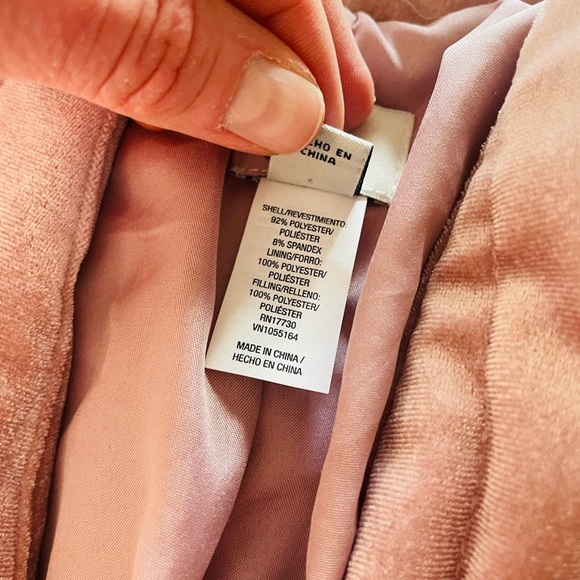 HECHO EN
CHINA
SHELL/REVESTIMIENTO:
92% POLYESTER/
POLIÉSTER
8% SPANDEX
LINING/FORRO:
100% POLYESTER/
POLIÉSTER
FILLING/RELLENO:
100% POLYESTER/
POLIÉSTER
RN17730
VN1055164
MADE IN CHINA /
HECHO EN CHINA